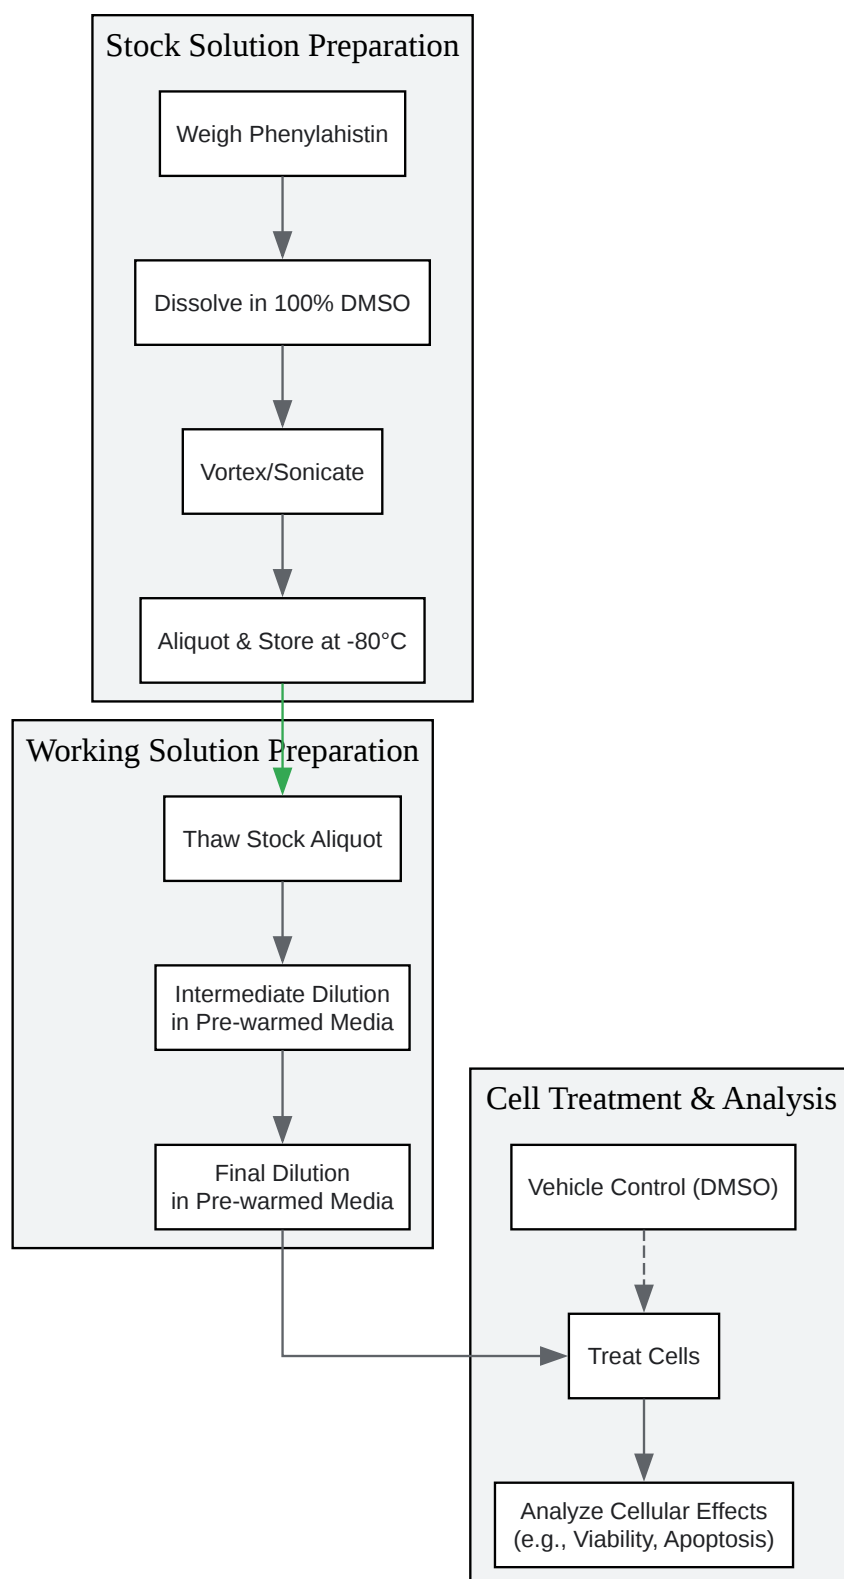 Stock Solution Preparation
Weigh Phenylahistin
Dissolve in 100% DMSO
Vortex/Sonicate
Aliquot & Store at -80°C
Working Solution Preparation
Thaw Stock Aliquot
Intermediate Dilution
in Pre-warmed Media
Final Dilution
in Pre-warmed Media
Cell Treatment & Analysis
Vehicle Control (DMSO)
Treat Cells
Analyze Cellular Effects
(e.g., Viability, Apoptosis)